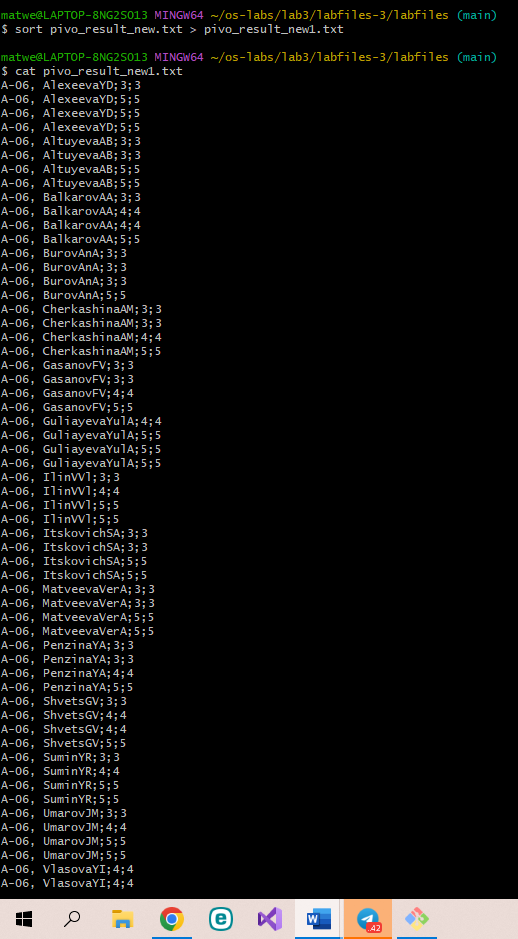 matwe@LAPTOP-8NG2SO13 MINGW64 ~/os-labs/lab3/labfiles-3/labfiles (main)
$ sort pivo_result_new.txt > pivo_result_new1.txt
matwe@LAPTOP-8NG2SO13 MINGW64 ~/os-labs/lab3/labfiles-3/labfiles (main)
$ cat pivo_result_new1.txt
A-06, AlexeevaYD;3;3
A-06, AlexeevaYD;5;5
A-06, AlexeevaYD;5;5
A-06, AlexeevaYD;5;5
A-06, AltuyevaAB;3;3
A-06, AltuyevaAB;3;3
A-06, AltuyevaAB;5;5
A-06, AltuyevaAB;5;5
A-06, BalkarovAA;3;3
A-06, BalkarovAA;4;4
A-06, BalkarovAA;4;4
A-06, BalkarovAA;5;5
A-06, BurovAnA;3;3
A-06, BurovAnA;3;3
A-06, BurovAnA;3;3
A-06, BurovAnA;5;5
A-06, CherkashinaAM;3;3
A-06, CherkashinaAM;3;3
A-06, CherkashinaAM;4;4
A-06, CherkashinaAM;5;5
A-06, GasanovFV;3;3
A-06, GasanovFV;3;3
A-06, GasanovFV;4;4
A-06, GasanovFV;5;5
A-06, GuliayevaYulA;4;4
A-06, GuliayevaYulA;5;5
A-06, GuliayevaYulA;5;5
A-06, GuliayevaYulA;5;5
A-06, IlinVVl;3;3
A-06, IlinVVl;4;4
A-06, IlinVVl;5;5
A-06, IlinVVl;5;5
A-06, ItskovichSA;3;3
A-06, ItskovichSA;3;3
A-06, ItskovichSA;5;5
A-06, ItskovichSA;5;5
A-06, MatveevaVerA;3;3
A-06, MatveevaVerA;3;3
A-06, MatveevaVerA;5;5
A-06, MatveevaVerA;5;5
A-06, PenzinaYA;3;3
A-06, PenzinaYA;3;3
A-06, PenzinaYA;4;4
A-06, PenzinaYA;5;5
A-06, ShvetsGV;3;3
A-06, ShvetsGV;4;4
A-06, ShvetsGV;4;4
A-06, ShvetsGV;5;5
A-06, SuminYR;3;3
A-06, SuminYR;4;4
A-06, SuminYR;5;5
A-06, SuminYR;5;5
A-06, UmarovJM;3;3
A-06, UmarovJM;4;4
A-06, UmarovJM;5;5
A-06, UmarovJM;5;5
A-06, VlasovaYI;4;4
A-06, VlasovaYI;4;4
..42